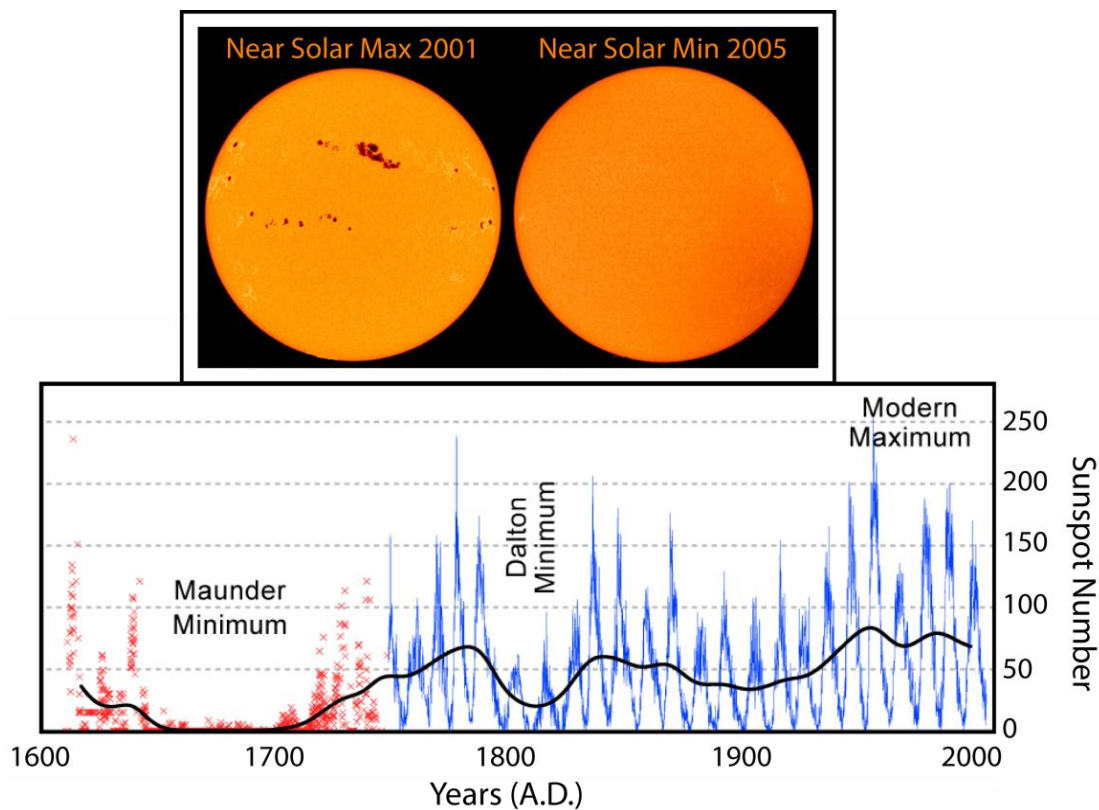 Near Solar Max 2001
Near Solar Min 2005
Modern
Maximum
Dalton
Minimum
Maunder
Minimum
250
200
150
100
50
0
Sunspot Number
1600
1700
1800
1900
2000
Years (A.D.)